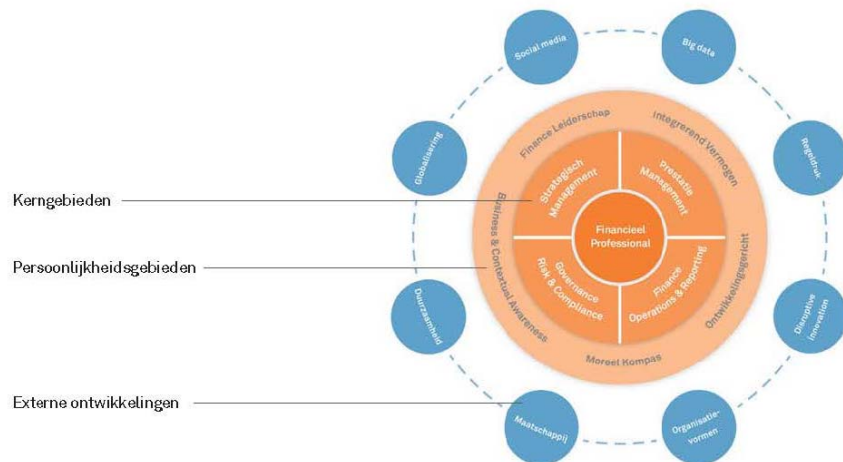 Social media
Big data
Globalisering
Regeldruk
Finance Leiderschap
Integrerend Vermogen
Strategisch
Management
Prestatie
Management
Kerngebieden
Financieel
Professional
Business & Contextual Awareness
Ontwikkelingsgericht
Persoonlijkheidsgebieden
Governance
Risk & Compliance
Finance
Operations & Reporting
Duurzaamheid
Disruptive
innovation
Moreel Kompas
Externe ontwikkelingen
Maatschappij
Organisatie-
vormen